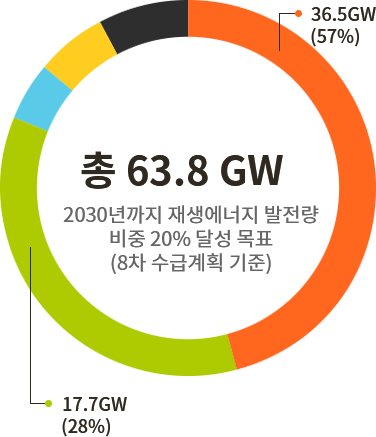 36.5GW
(57%)
총 63.8 GW
2030년까지 재생에너지 발전량
비중 20% 달성 목표
(8차 수급계획 기준)
17.7GW
(28%)